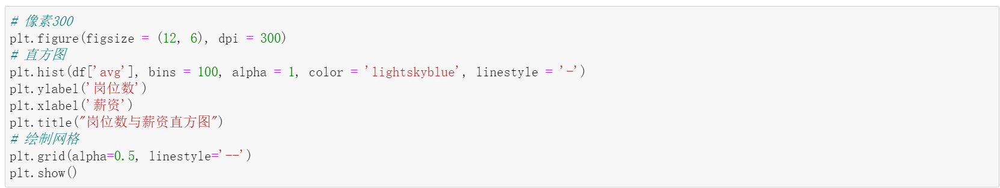 # 像素300
plt.figure(figsize = (12, 6), dpi = 300)
# 直方图
plt.hist(df['avg'], bins = 100, alpha = 1, color = 'lightskyblue', linestyle = '-')
plt.ylabel('岗位数')
plt.xlabel('薪资')
plt.title("岗位数与薪资直方图")
# 绘制网格
plt.grid(alpha=0.5, linestyle='--')
plt.show()